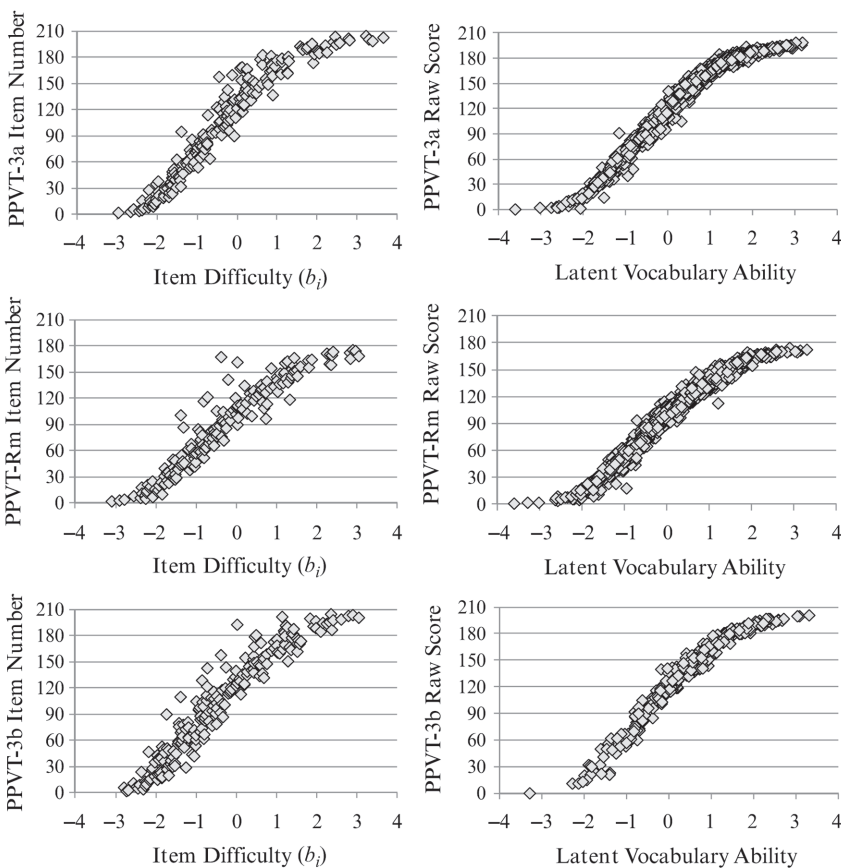 PPVT-3a Item Number
210
180
150
120
90
60
30
0
−4 −3 −2 −1 0 1 2 3 4
Item Difficulty (bi)
PPVT-3a Raw Score
210
180
150
120
90
60
30
0
−4 −3 −2 −1 0 1 2 3 4
Latent Vocabulary Ability
PPVT-Rm Item Number
210
180
150
120
90
60
30
0
−4 −3 −2 −1 0 1 2 3 4
Item Difficulty (bi)
PPVT-Rm Raw Score
210
180
150
120
90
60
30
0
−4 −3 −2 −1 0 1 2 3 4
Latent Vocabulary Ability
PPVT-3b Item Number
210
180
150
120
90
60
30
0
−4 −3 −2 −1 0 1 2 3 4
Item Difficulty (bi)
PPVT-3b Raw Score
210
180
150
120
90
60
30
0
−4 −3 −2 −1 0 1 2 3 4
Latent Vocabulary Ability